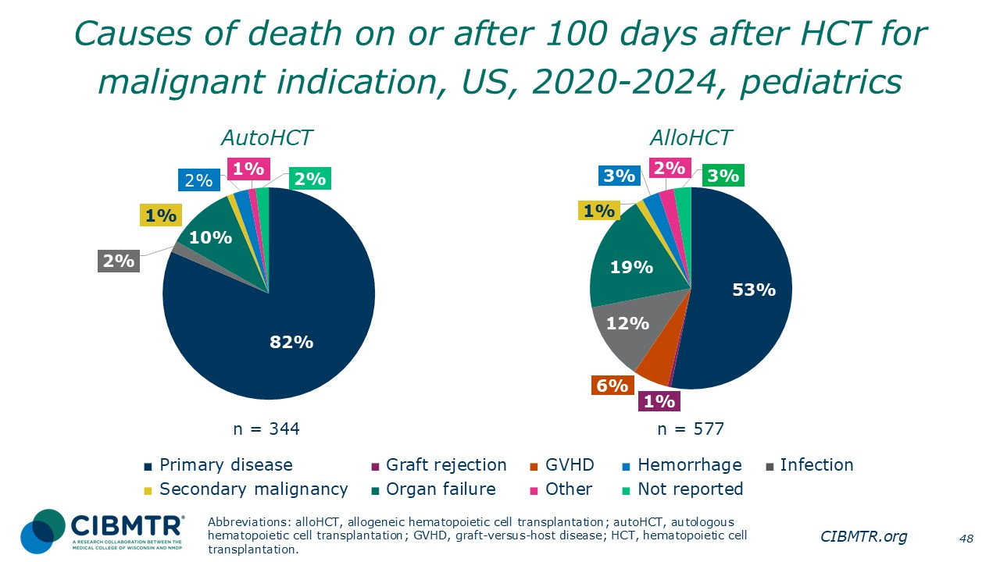 Causes of death on or after 100 days after HCT for
malignant indication, US, 2020-2024, pediatrics
AutoHCT
AlloHCT
2%
1%
2%
1%
10%
2%
82%
n = 344
3%
2%
3%
1%
19%
53%
12%
6%
1%
n = 577
Primary disease
Graft rejection
GVHD
Hemorrhage
Infection
Secondary malignancy
Organ failure
Other
Not reported
CIBMTR®
A RESEARCH COLLABORATION BETWEEN THE
MEDICAL COLLEGE OF WISCONSIN AND NMDP
Abbreviations: alloHCT, allogeneic hematopoietic cell transplantation; autoHCT, autologous
hematopoietic cell transplantation; GVHD, graft-versus-host disease; HCT, hematopoietic cell
transplantation.
CIBMTR.org
48